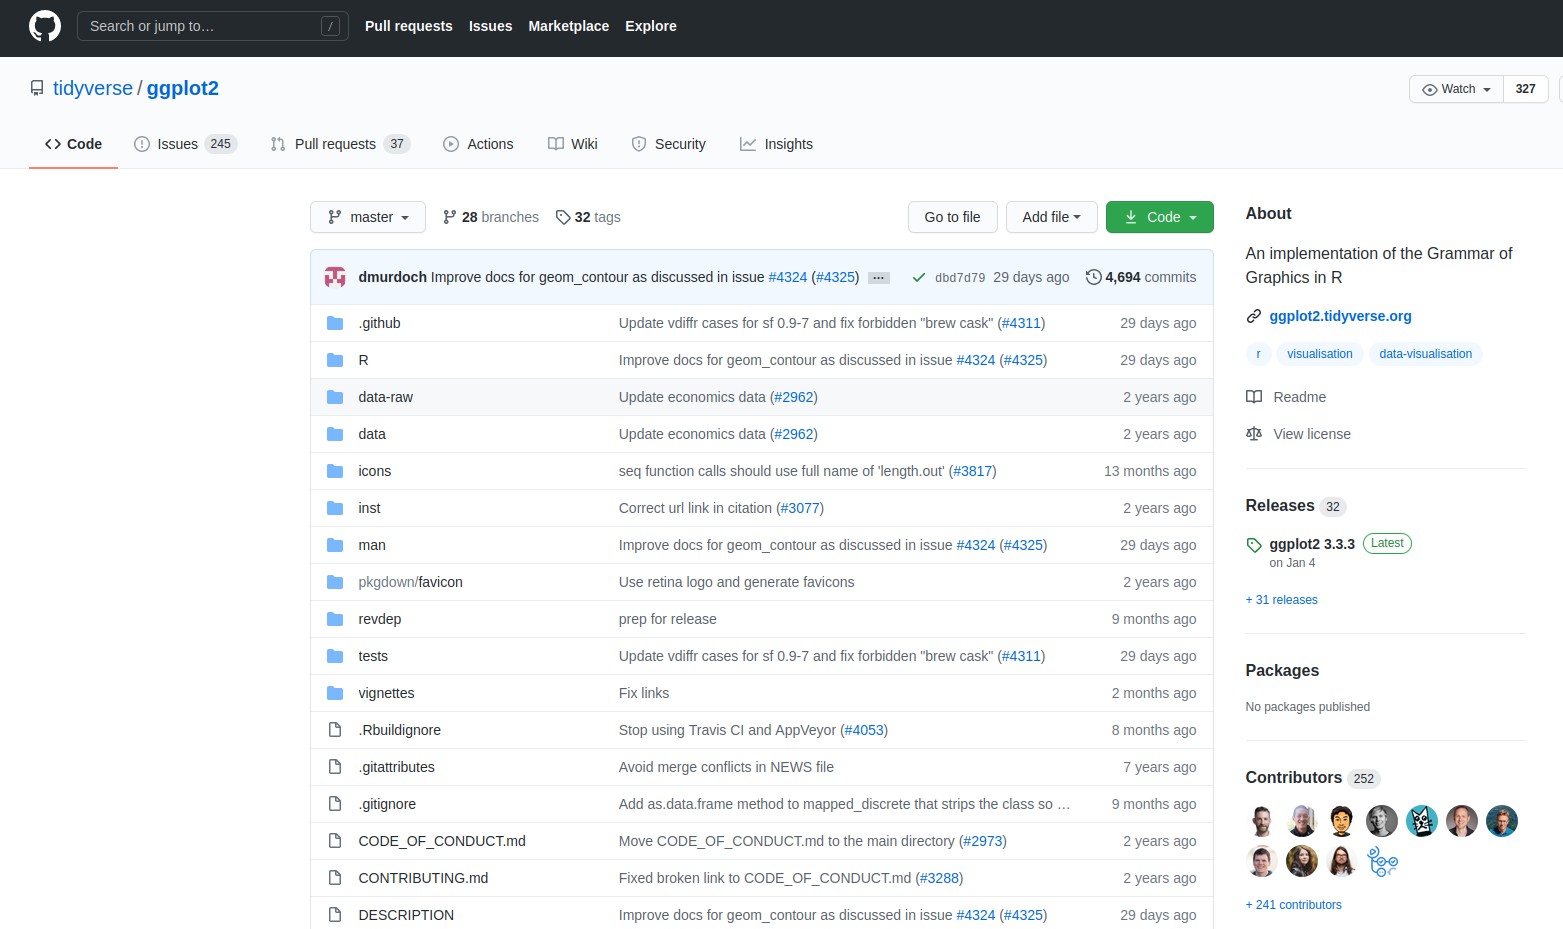 Search or jump to… / Pull requests Issues Marketplace Explore
tidyverse / ggplot2
Watch 327
Code Issues 245 Pull requests 37 Actions Wiki Security Insights
master 28 branches 32 tags Go to file Add file Code
dmurdoch Improve docs for geom_contour as discussed in issue #4324 (#4325) … dbd7d79 29 days ago 4,694 commits
.github Update vdiffr cases for sf 0.9-7 and fix forbidden "brew cask" (#4311) 29 days ago
R Improve docs for geom_contour as discussed in issue #4324 (#4325) 29 days ago
data-raw Update economics data (#2962) 2 years ago
data Update economics data (#2962) 2 years ago
icons seq function calls should use full name of 'length.out' (#3817) 13 months ago
inst Correct url link in citation (#3077) 2 years ago
man Improve docs for geom_contour as discussed in issue #4324 (#4325) 29 days ago
pkgdown/favicon Use retina logo and generate favicons 2 years ago
revdep prep for release 9 months ago
tests Update vdiffr cases for sf 0.9-7 and fix forbidden "brew cask" (#4311) 29 days ago
vignettes Fix links 2 months ago
.Rbuildignore Stop using Travis CI and AppVeyor (#4053) 8 months ago
.gitattributes Avoid merge conflicts in NEWS file 7 years ago
.gitignore Add as.data.frame method to mapped_discrete that strips the class so … 9 months ago
CODE_OF_CONDUCT.md Move CODE_OF_CONDUCT.md to the main directory (#2973) 2 years ago
CONTRIBUTING.md Fixed broken link to CODE_OF_CONDUCT.md (#3288) 2 years ago
DESCRIPTION Improve docs for geom_contour as discussed in issue #4324 (#4325) 29 days ago
About
An implementation of the Grammar of
Graphics in R
ggplot2.tidyverse.org
r visualisation data-visualisation
Readme
View license
Releases 32
ggplot2 3.3.3 Latest
on Jan 4
+ 31 releases
Packages
No packages published
Contributors 252
+ 241 contributors